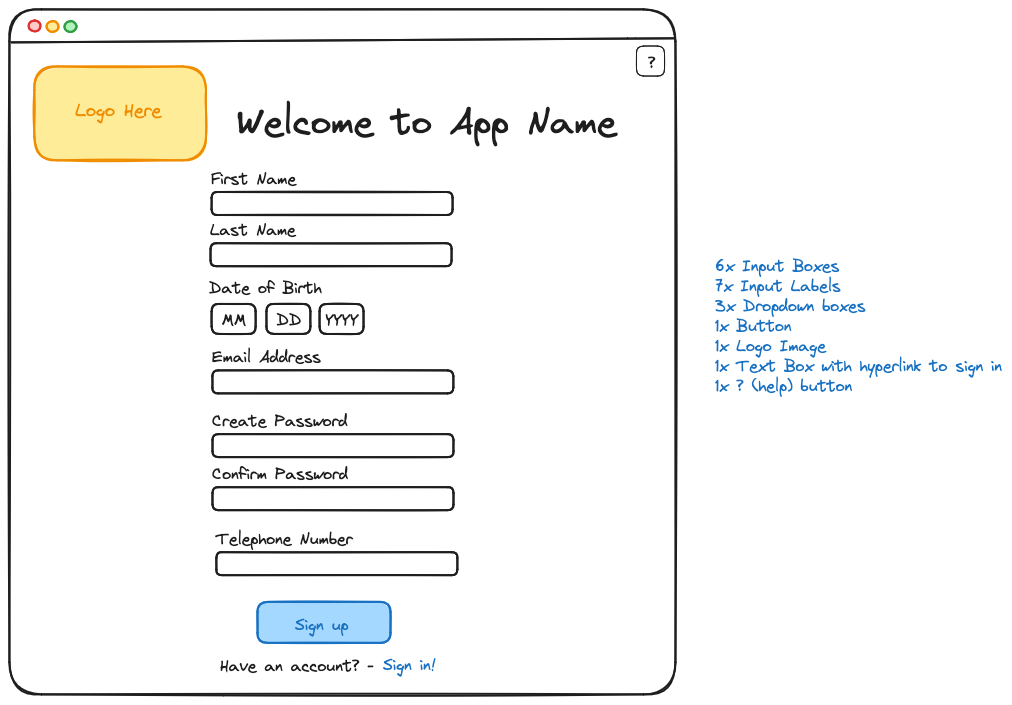 ?
Logo Here
Welcome to App Name
First Name
Last Name
Date of Birth
MM DD YYYY
Email Address
Create Password
Confirm Password
Telephone Number
Sign up
Have an account? - Sign in!
6x Input Boxes
7x Input Labels
3x Dropdown boxes
1x Button
1x Logo Image
1x Text Box with hyperlink to sign in
1x ? (help) button